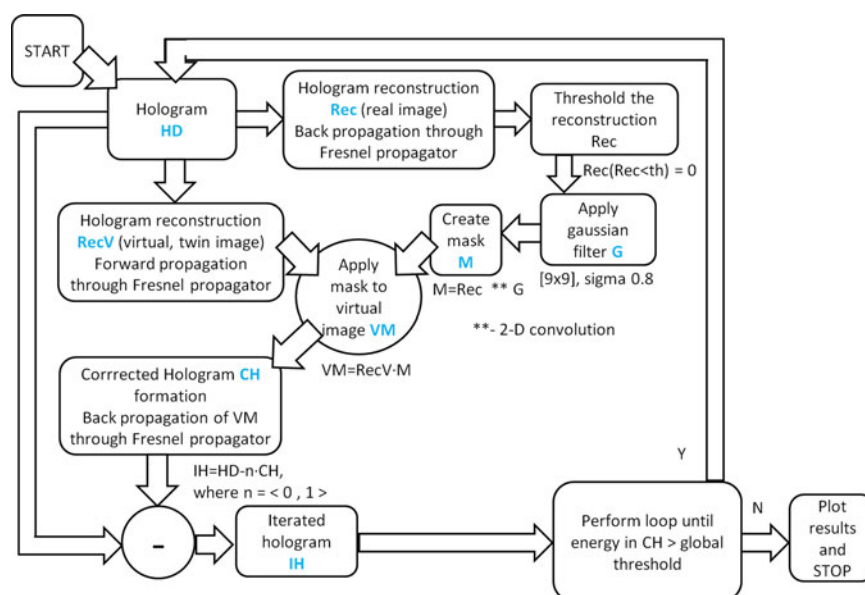 START
Hologram
HD
Hologram reconstruction
Rec (real image)
Back propagation through
Fresnel propagator
Threshold the
reconstruction
Rec
Rec(Rec<th) = 0
Hologram reconstruction
RecV (virtual, twin image)
Forward propagation
through Fresnel propagator
Apply
mask to
virtual
image VM
Create
mask
M
Apply
gaussian
filter G
M=Rec ** G
[9x9], sigma 0.8
**- 2-D convolution
VM=RecV·M
Corrrected Hologram CH
formation
Back propagation of VM
through Fresnel propagator
IH=HD-n·CH,
where n = < 0 , 1 >
-
Iterated
hologram
IH
Perform loop until
energy in CH > global
threshold
Y
N
Plot
results
and
STOP